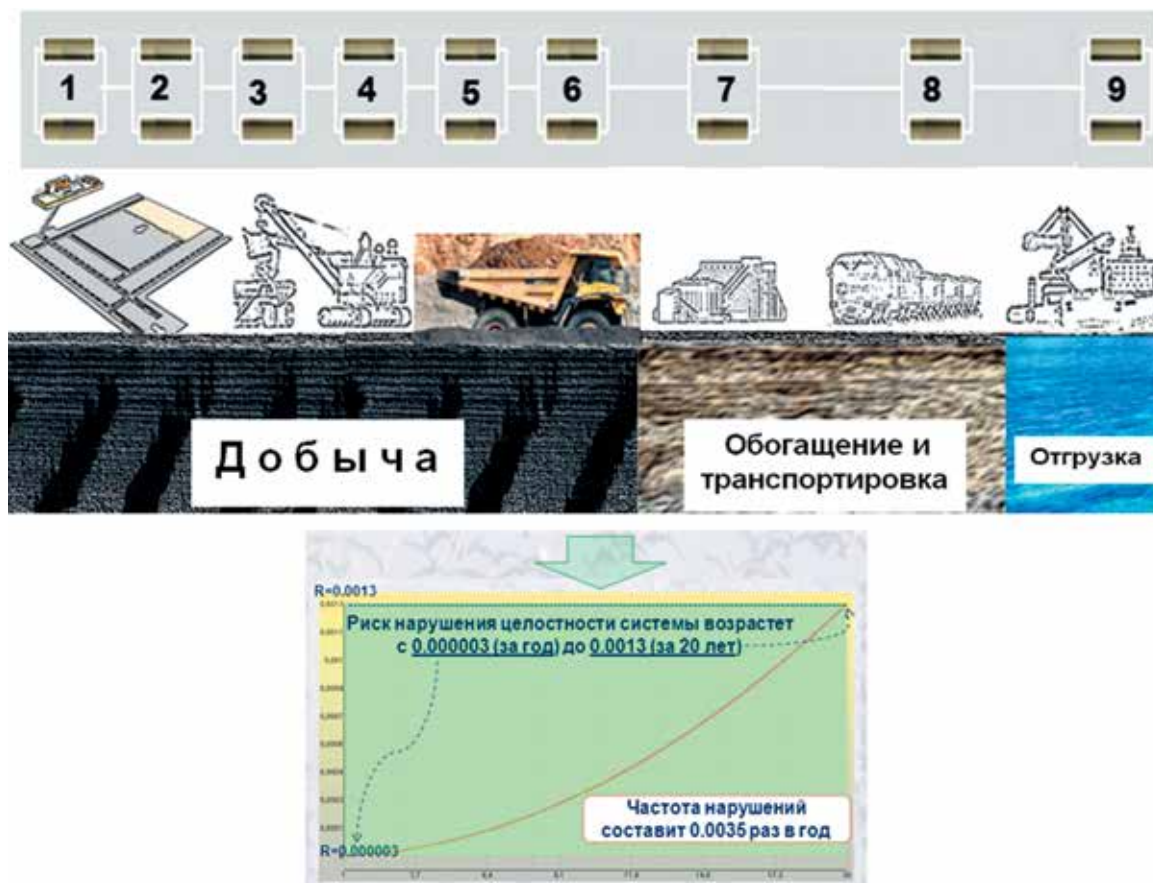 1 2 3 4 5 6 7 8 9
Добыча
Обогащение и
транспортировка
Отгрузка
R=0.0013
Риск нарушения целостности системы возрастет
с 0.000003 (за год) до 0.0013 (за 20 лет)
Частота нарушений
составит 0.0035 раз в год
R=0.000003